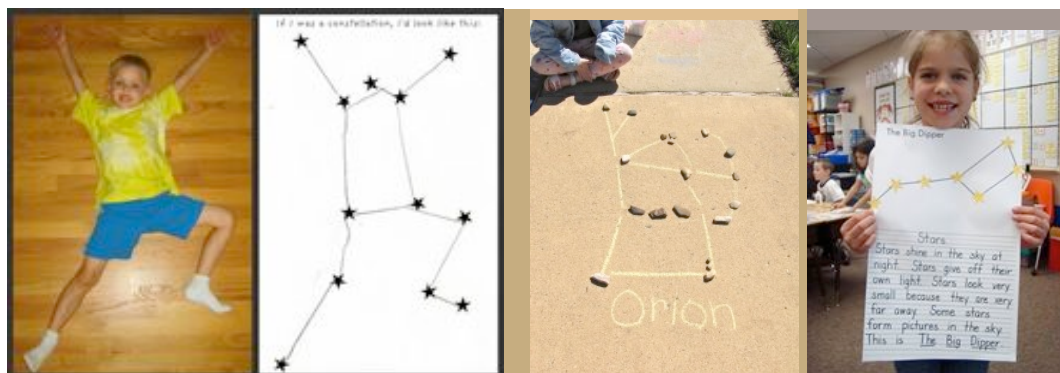 If I was a constellation, I'd look like this:
Orion
The Big Dipper
Stars
Stars shine in the sky at
night. Stars give off their
own light. Stars look very
small because they are very
far away. Some stars
form pictures in the sky.
This is The Big Dipper.